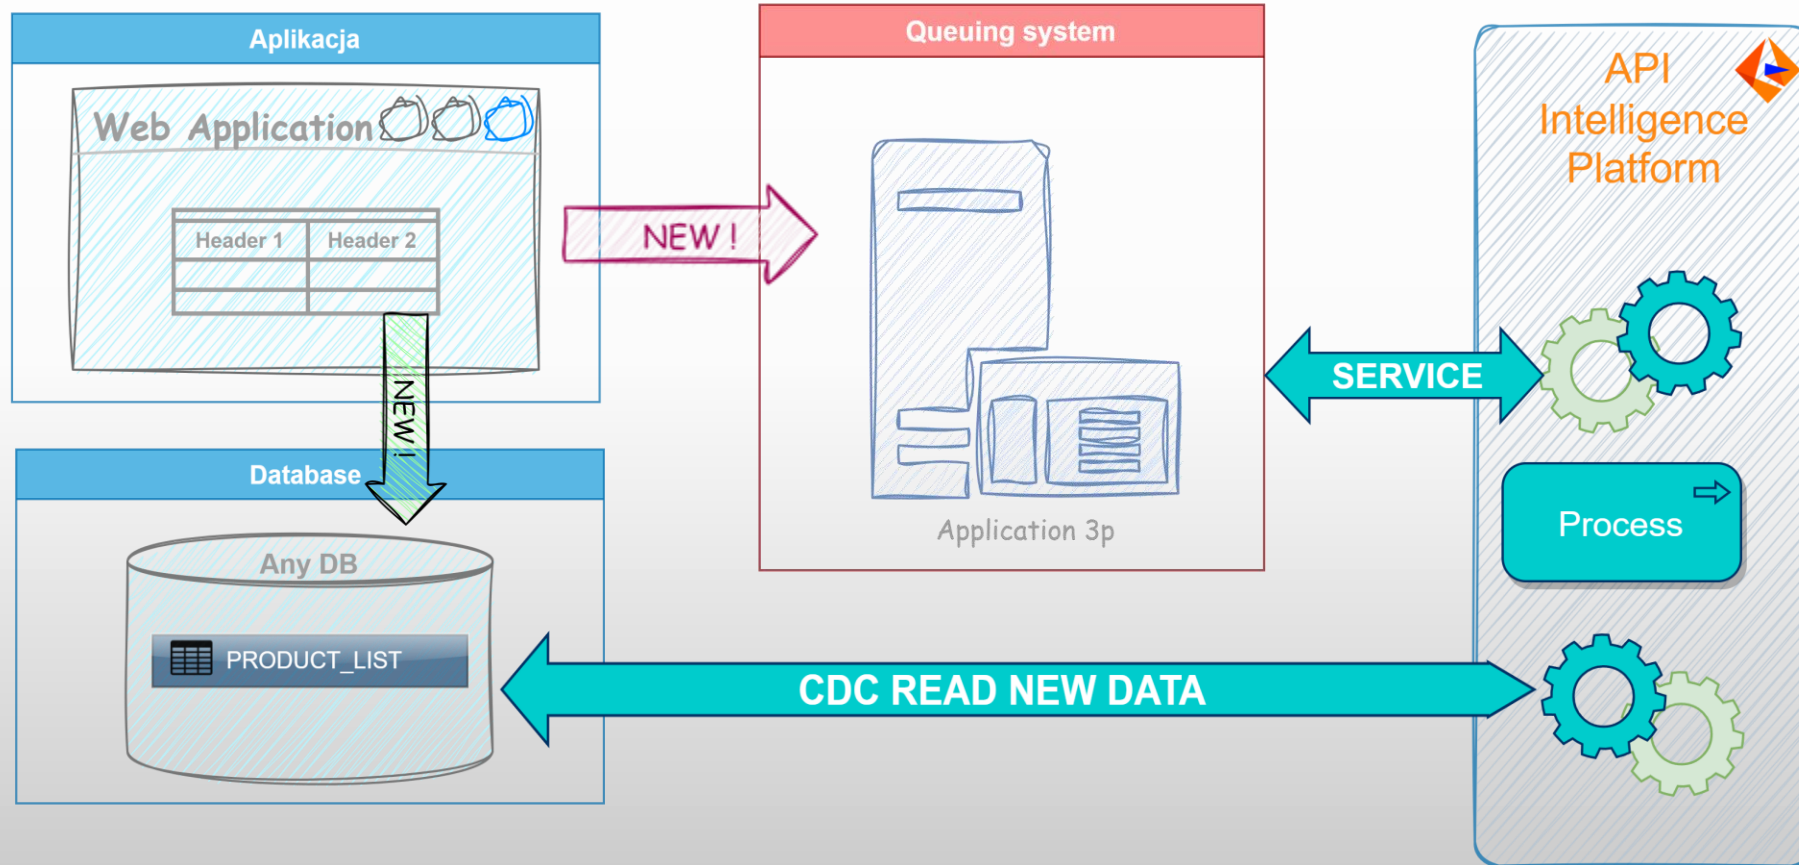 Aplikacja
Web Application
Header 1
Header 2
NEW !
NEW !
Database
Any DB
PRODUCT_LIST
Queuing system
Application 3p
SERVICE
CDC READ NEW DATA
API
Intelligence
Platform
Process